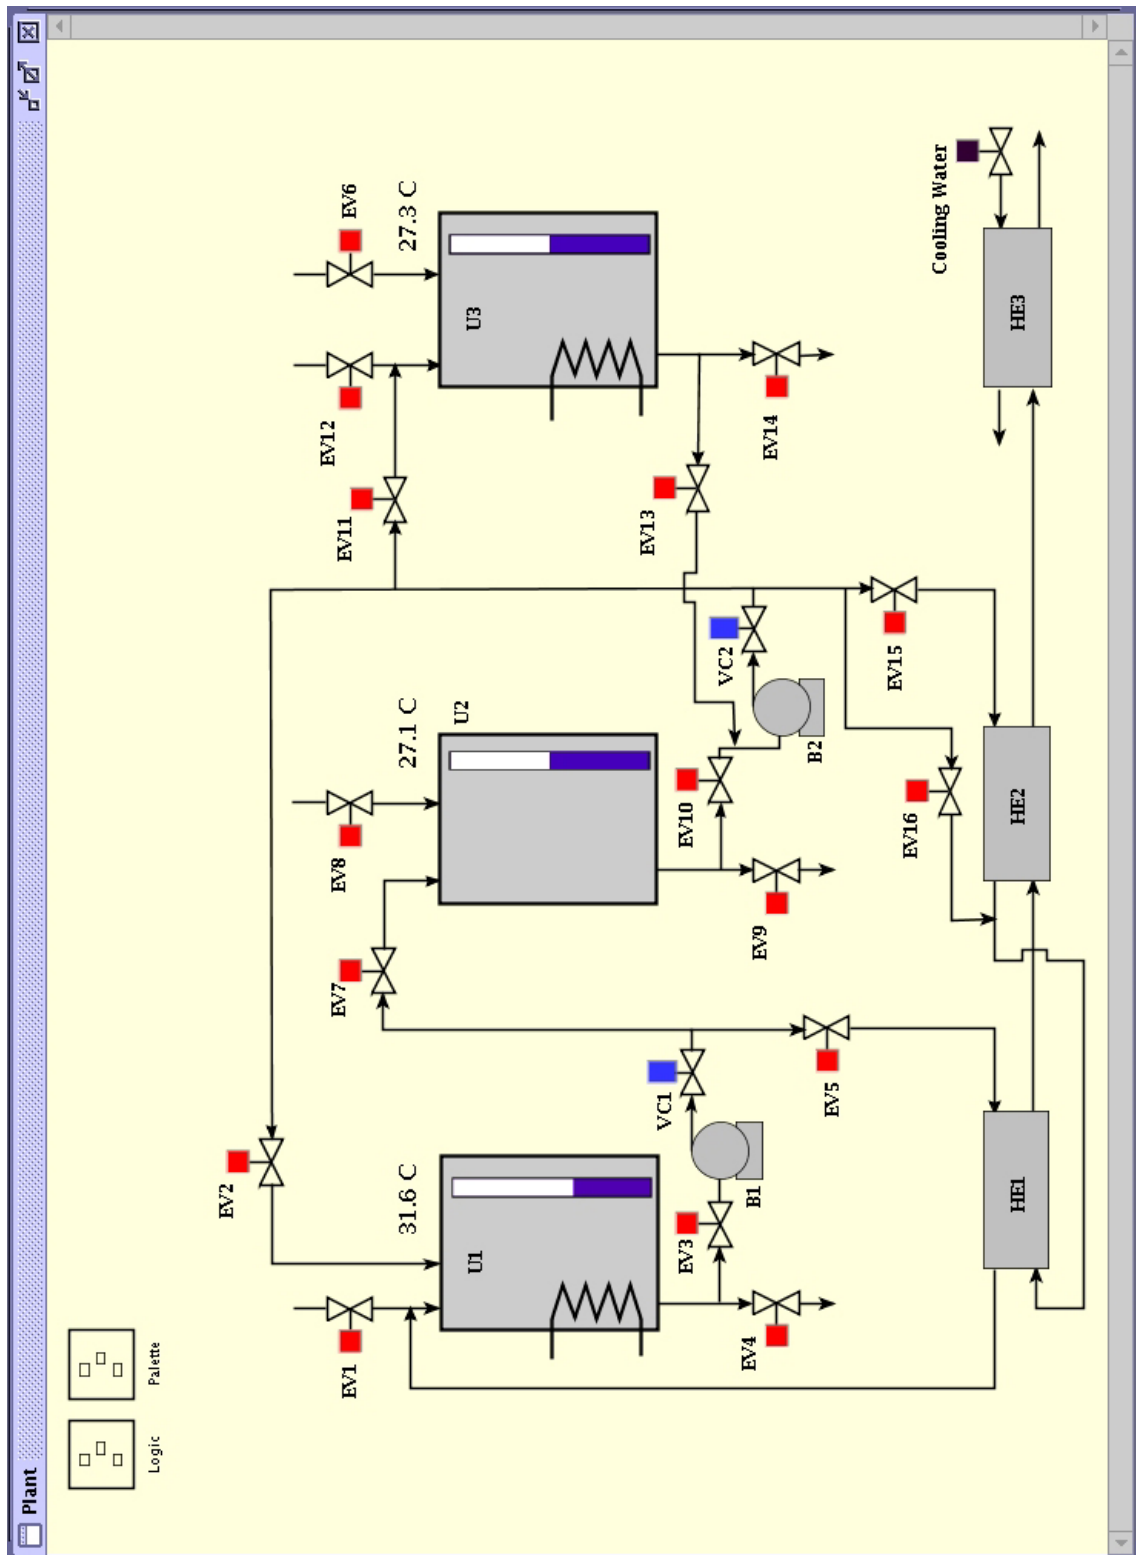 Plant
Logic
Palette
EV2
EV1
EV7
EV8
EV11
EV12
EV6
31.6 C
27.1 C
27.3 C
U1
U2
U3
EV3
VC1
EV10
VC2
EV13
B1
B2
EV4
EV5
EV9
EV15
EV14
EV16
Cooling Water
HE1
HE2
HE3